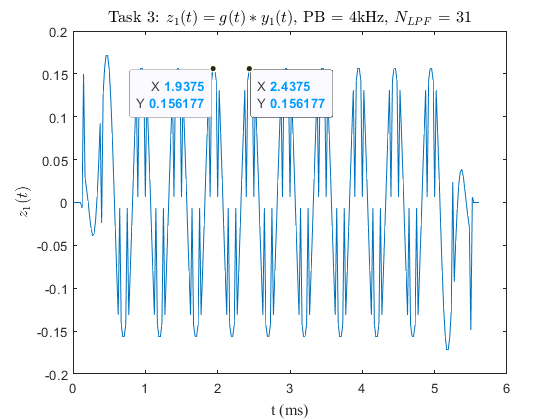 Task 3: z₁(t) = g(t) ∗ y₁(t), PB = 4kHz, N_LPF = 31
0.2
0.15
0.1
0.05
0
-0.05
-0.1
-0.15
-0.2
z₁(t)
X 1.9375
Y 0.156177
X 2.4375
Y 0.156177
0 1 2 3 4 5 6
t (ms)